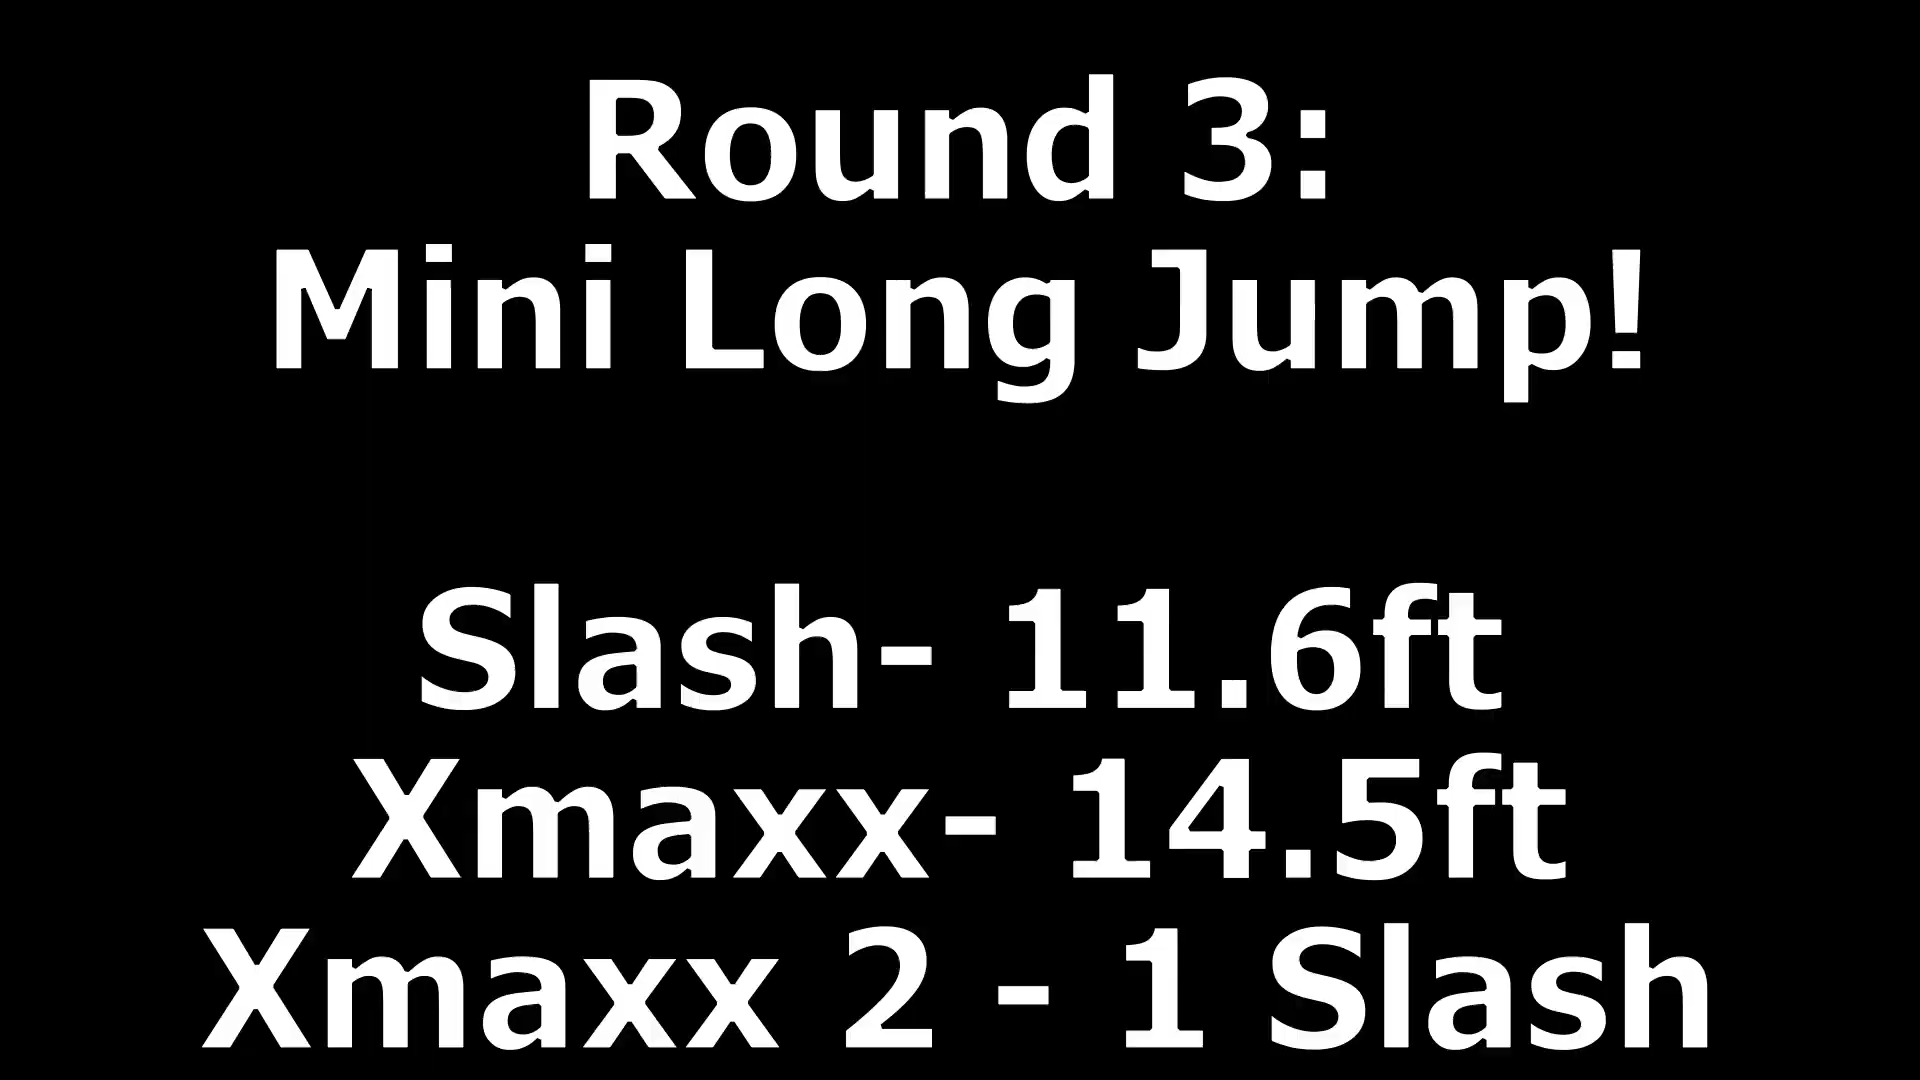 Round 3:
Mini Long Jump!
Slash- 11.6ft
Xmaxx- 14.5ft
Xmaxx 2 - 1 Slash